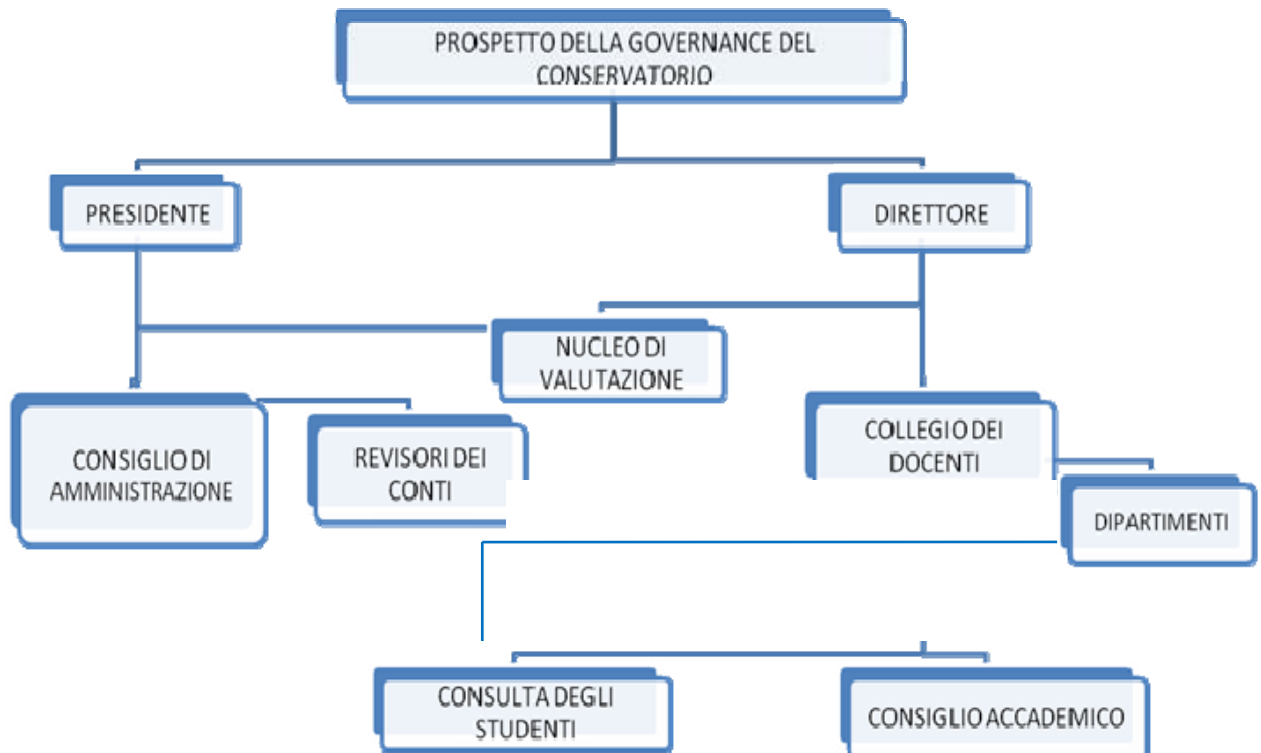 PROSPETTO DELLA GOVERNANCE DEL
CONSERVATORIO
PRESIDENTE
DIRETTORE
NUCLEO DI
VALUTAZIONE
CONSIGLIO DI
AMMINISTRAZIONE
REVISORI DEI
CONTI
COLLEGIO DEI
DOCENTI
DIPARTIMENTI
CONSULTA DEGLI
STUDENTI
CONSIGLIO ACCADEMICO